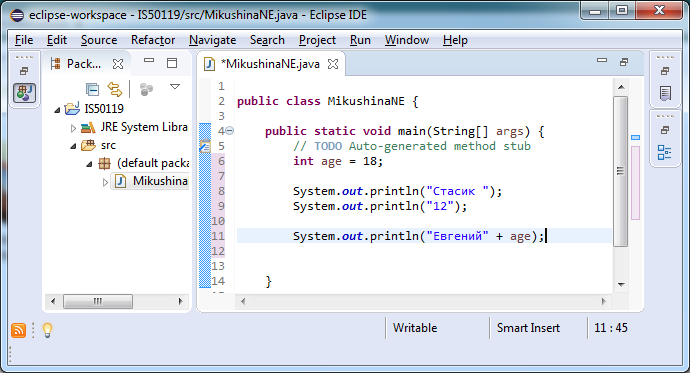 eclipse-workspace - IS50119/src/MikushinaNE.java - Eclipse IDE
File Edit Source Refactor Navigate Search Project Run Window Help
Pack...
*MikushinaNE.java
IS50119
JRE System Libra
src
(default packa
Mikushina
1
2 public class MikushinaNE {
3
4 public static void main(String[] args) {
5 // TODO Auto-generated method stub
6 int age = 18;
7
8 System.out.println("Стасик ");
9 System.out.println("12");
10
11 System.out.println("Евгений" + age);
12
13
14 }
Writable Smart Insert 11 : 45